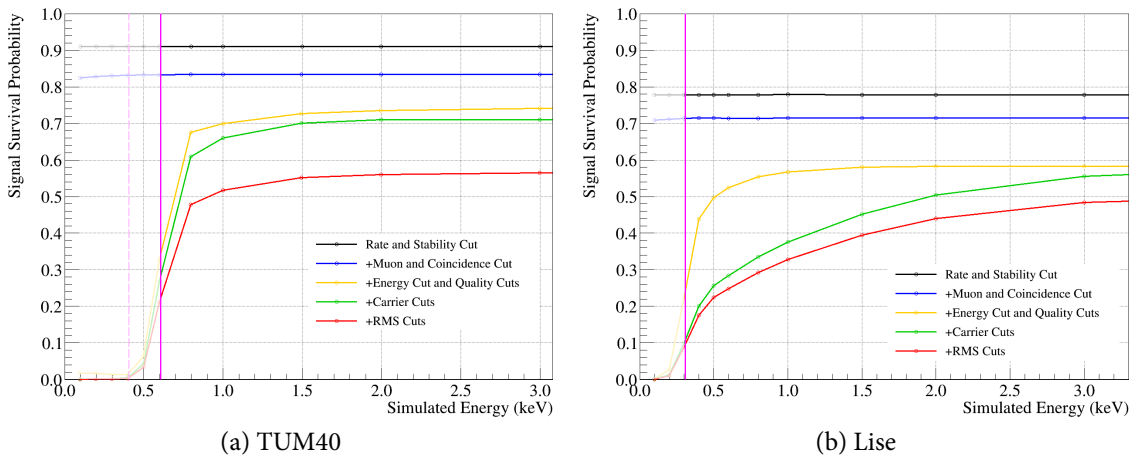 Signal Survival Probability
1.0
0.9
0.8
0.7
0.6
0.5
0.4
0.3
0.2
0.1
0.0
0.0 0.5 1.0 1.5 2.0 2.5 3.0
Simulated Energy (keV)
Rate and Stability Cut
+Muon and Coincidence Cut
+Energy Cut and Quality Cuts
+Carrier Cuts
+RMS Cuts
(a) TUM40
Signal Survival Probability
1.0
0.9
0.8
0.7
0.6
0.5
0.4
0.3
0.2
0.1
0.0
0.0 0.5 1.0 1.5 2.0 2.5 3.0
Simulated Energy (keV)
Rate and Stability Cut
+Muon and Coincidence Cut
+Energy Cut and Quality Cuts
+Carrier Cuts
+RMS Cuts
(b) Lise